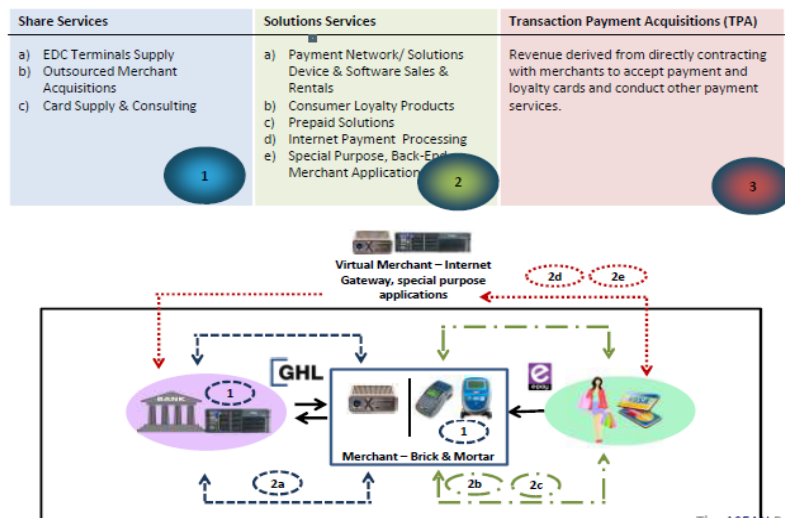 Share Services
a) EDC Terminals Supply
b) Outsourced Merchant
Acquisitions
c) Card Supply & Consulting
1
Solutions Services
a) Payment Network/ Solutions
Device & Software Sales &
Rentals
b) Consumer Loyalty Products
c) Prepaid Solutions
d) Internet Payment Processing
e) Special Purpose, Back-End
Merchant Application
2
Transaction Payment Acquisitions (TPA)
Revenue derived from directly contracting
with merchants to accept payment and
loyalty cards and conduct other payment
services.
3
Virtual Merchant – Internet
Gateway, special purpose
applications
2d
2e
GHL
e
pay
BANK
1
1
VISA
Merchant – Brick & Mortar
2a
2b
2c